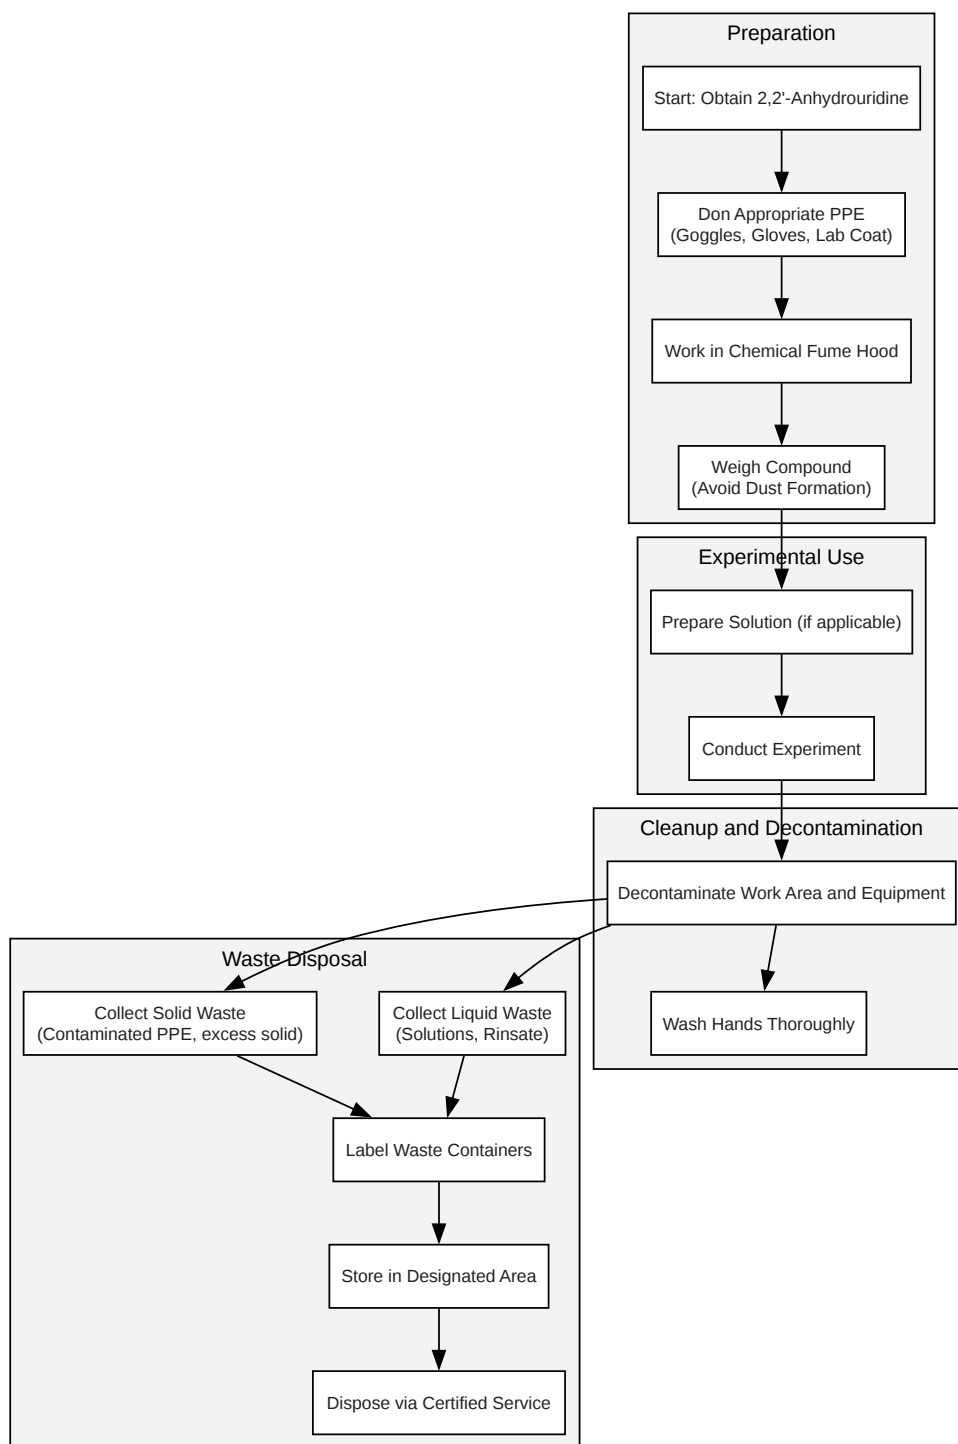 Preparation
Start: Obtain 2,2'-Anhydrouridine
Don Appropriate PPE
(Goggles, Gloves, Lab Coat)
Work in Chemical Fume Hood
Weigh Compound
(Avoid Dust Formation)
Experimental Use
Prepare Solution (if applicable)
Conduct Experiment
Cleanup and Decontamination
Decontaminate Work Area and Equipment
Wash Hands Thoroughly
Waste Disposal
Collect Solid Waste
(Contaminated PPE, excess solid)
Collect Liquid Waste
(Solutions, Rinsate)
Label Waste Containers
Store in Designated Area
Dispose via Certified Service